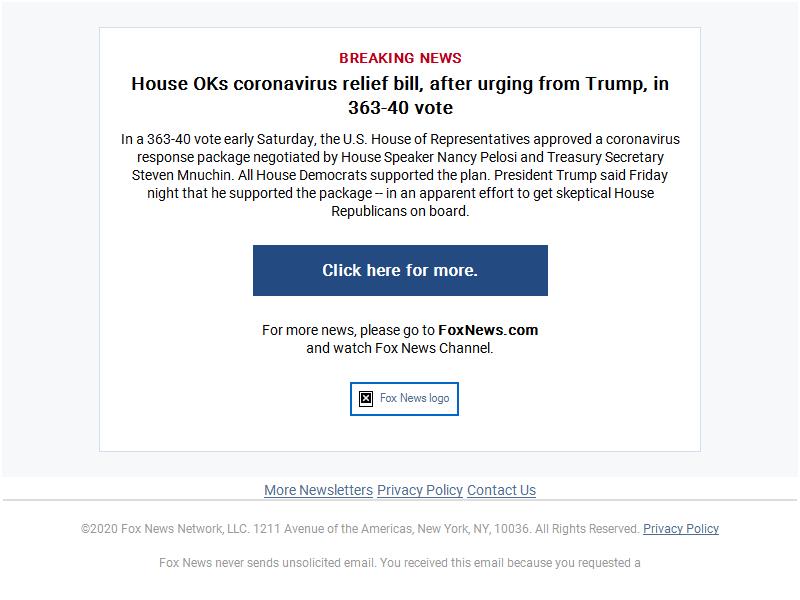 BREAKING NEWS
House OKs coronavirus relief bill, after urging from Trump, in
363-40 vote
In a 363-40 vote early Saturday, the U.S. House of Representatives approved a coronavirus
response package negotiated by House Speaker Nancy Pelosi and Treasury Secretary
Steven Mnuchin. All House Democrats supported the plan. President Trump said Friday
night that he supported the package -- in an apparent effort to get skeptical House
Republicans on board.
Click here for more.
For more news, please go to FoxNews.com
and watch Fox News Channel.
Fox News logo
More Newsletters Privacy Policy Contact Us
©2020 Fox News Network, LLC. 1211 Avenue of the Americas, New York, NY, 10036. All Rights Reserved. Privacy Policy
Fox News never sends unsolicited email. You received this email because you requested a